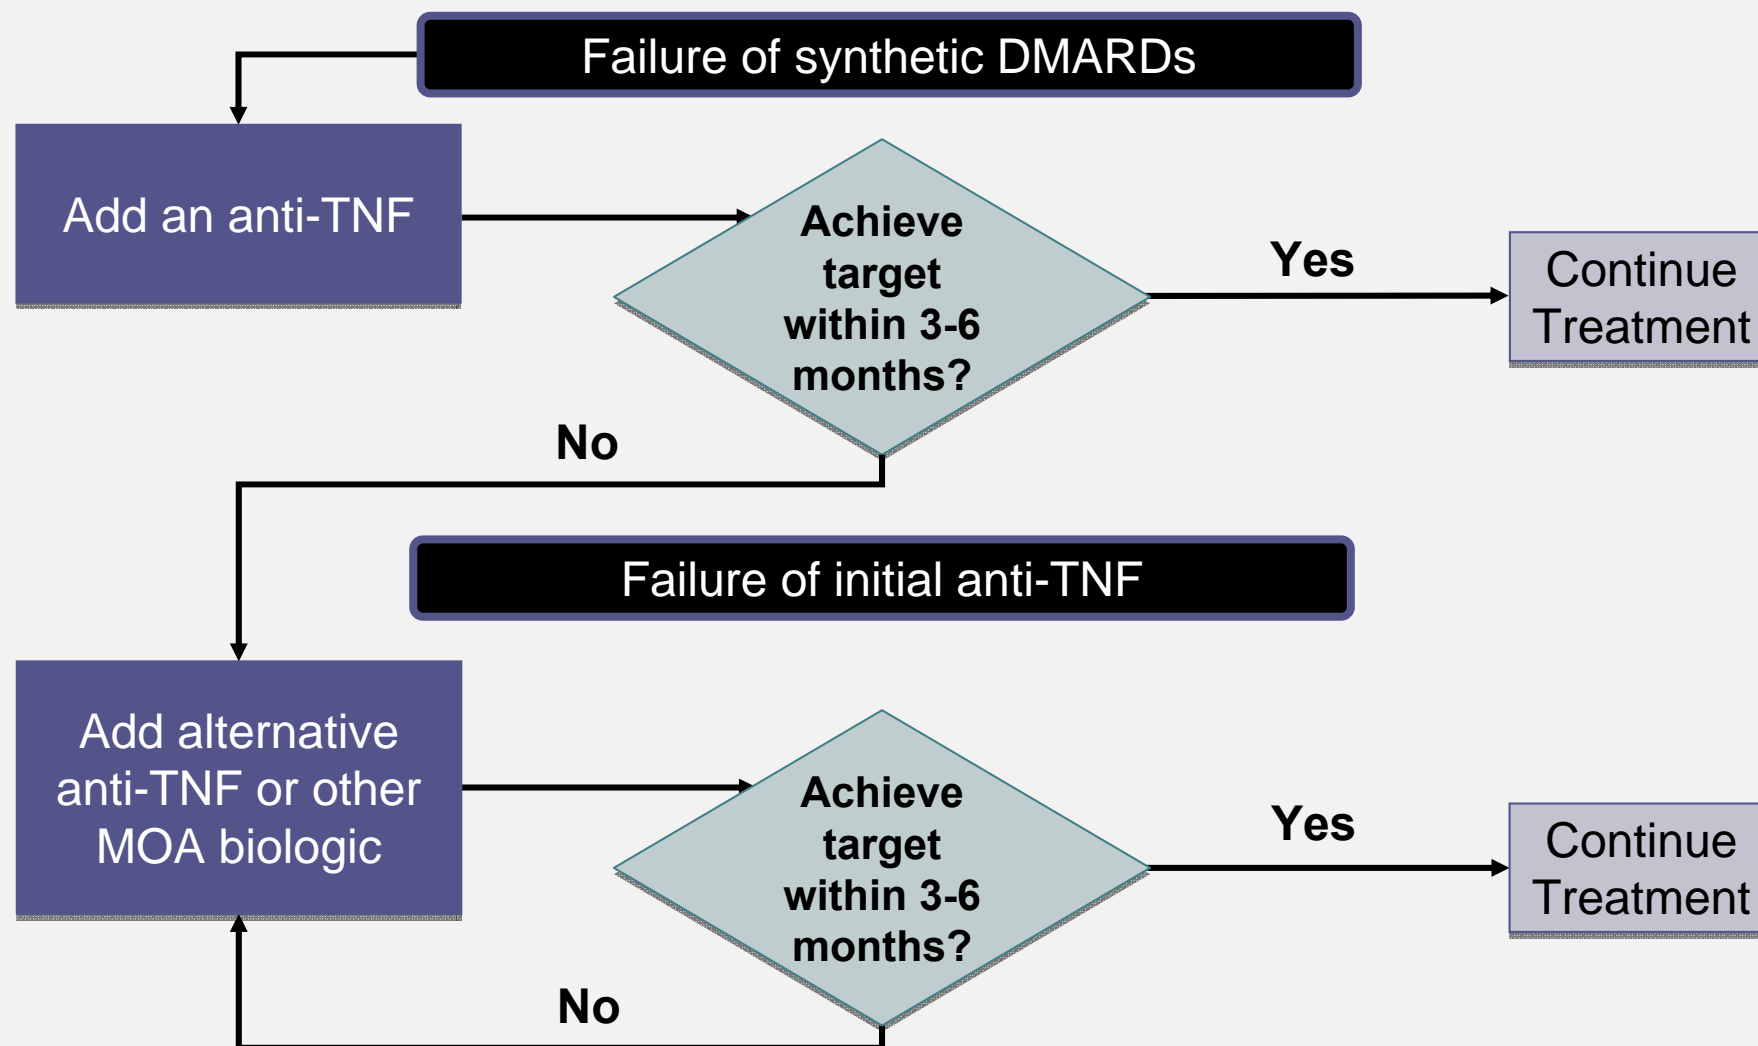 Failure of synthetic DMARDs
Add an anti-TNF
Achieve
target
within 3-6
months?
Yes
Continue
Treatment
No
Failure of initial anti-TNF
Add alternative
anti-TNF or other
MOA biologic
Achieve
target
within 3-6
months?
Yes
Continue
Treatment
No